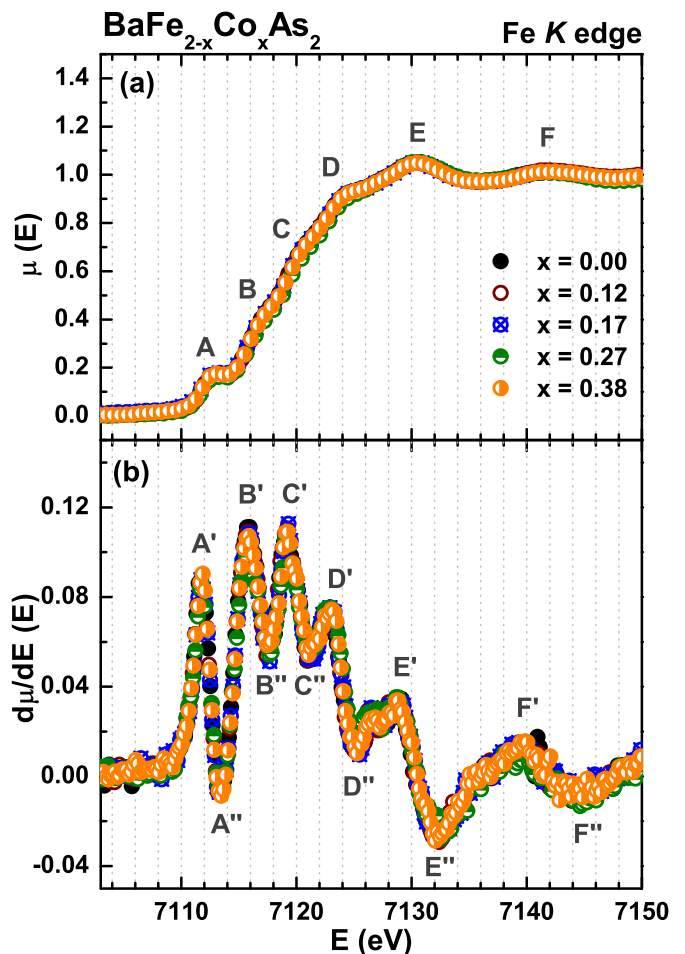 BaFe2-xCoxAs2 Fe K edge
(a)
1.4
1.2
1.0
0.8
0.6
0.4
0.2
0.0
μ (E)
A
B
C
D
E
F
x = 0.00
x = 0.12
x = 0.17
x = 0.27
x = 0.38
(b)
0.12
0.08
0.04
0.00
-0.04
dμ/dE (E)
A'
B'
C'
D'
E'
F'
A"
B"
C"
D"
E"
F"
7110 7120 7130 7140 7150
E (eV)